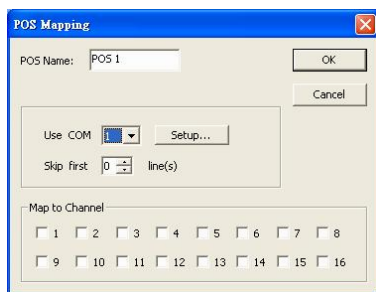 POS Mapping
POS Name: POS 1
OK
Cancel
Use COM 1 Setup...
Skip first 0 line(s)
Map to Channel
1 2 3 4 5 6 7 8
9 10 11 12 13 14 15 16